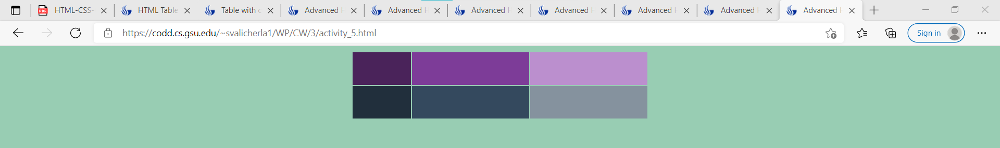 HTML-CSS- HTML Table Table with c Advanced H Advanced H Advanced H Advanced H Advanced H Advanced H Advanced H
https://codd.cs.gsu.edu/~svalicherla1/WP/CW/3/activity_5.html Sign in